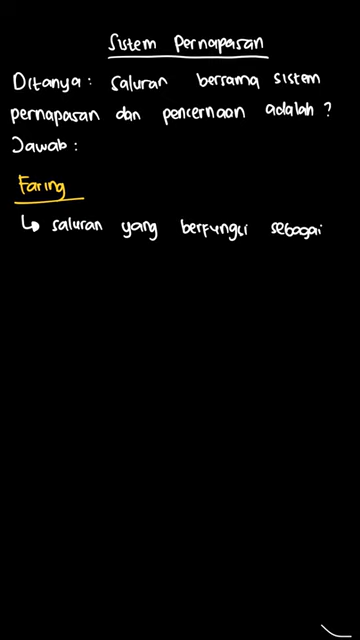 Sistem Pernapasan
Ditanya: saluran bersama sistem
pernapasan dan pencernaan adalah?
Jawab:
Faring
↳ saluran yang berfungsi sebagai